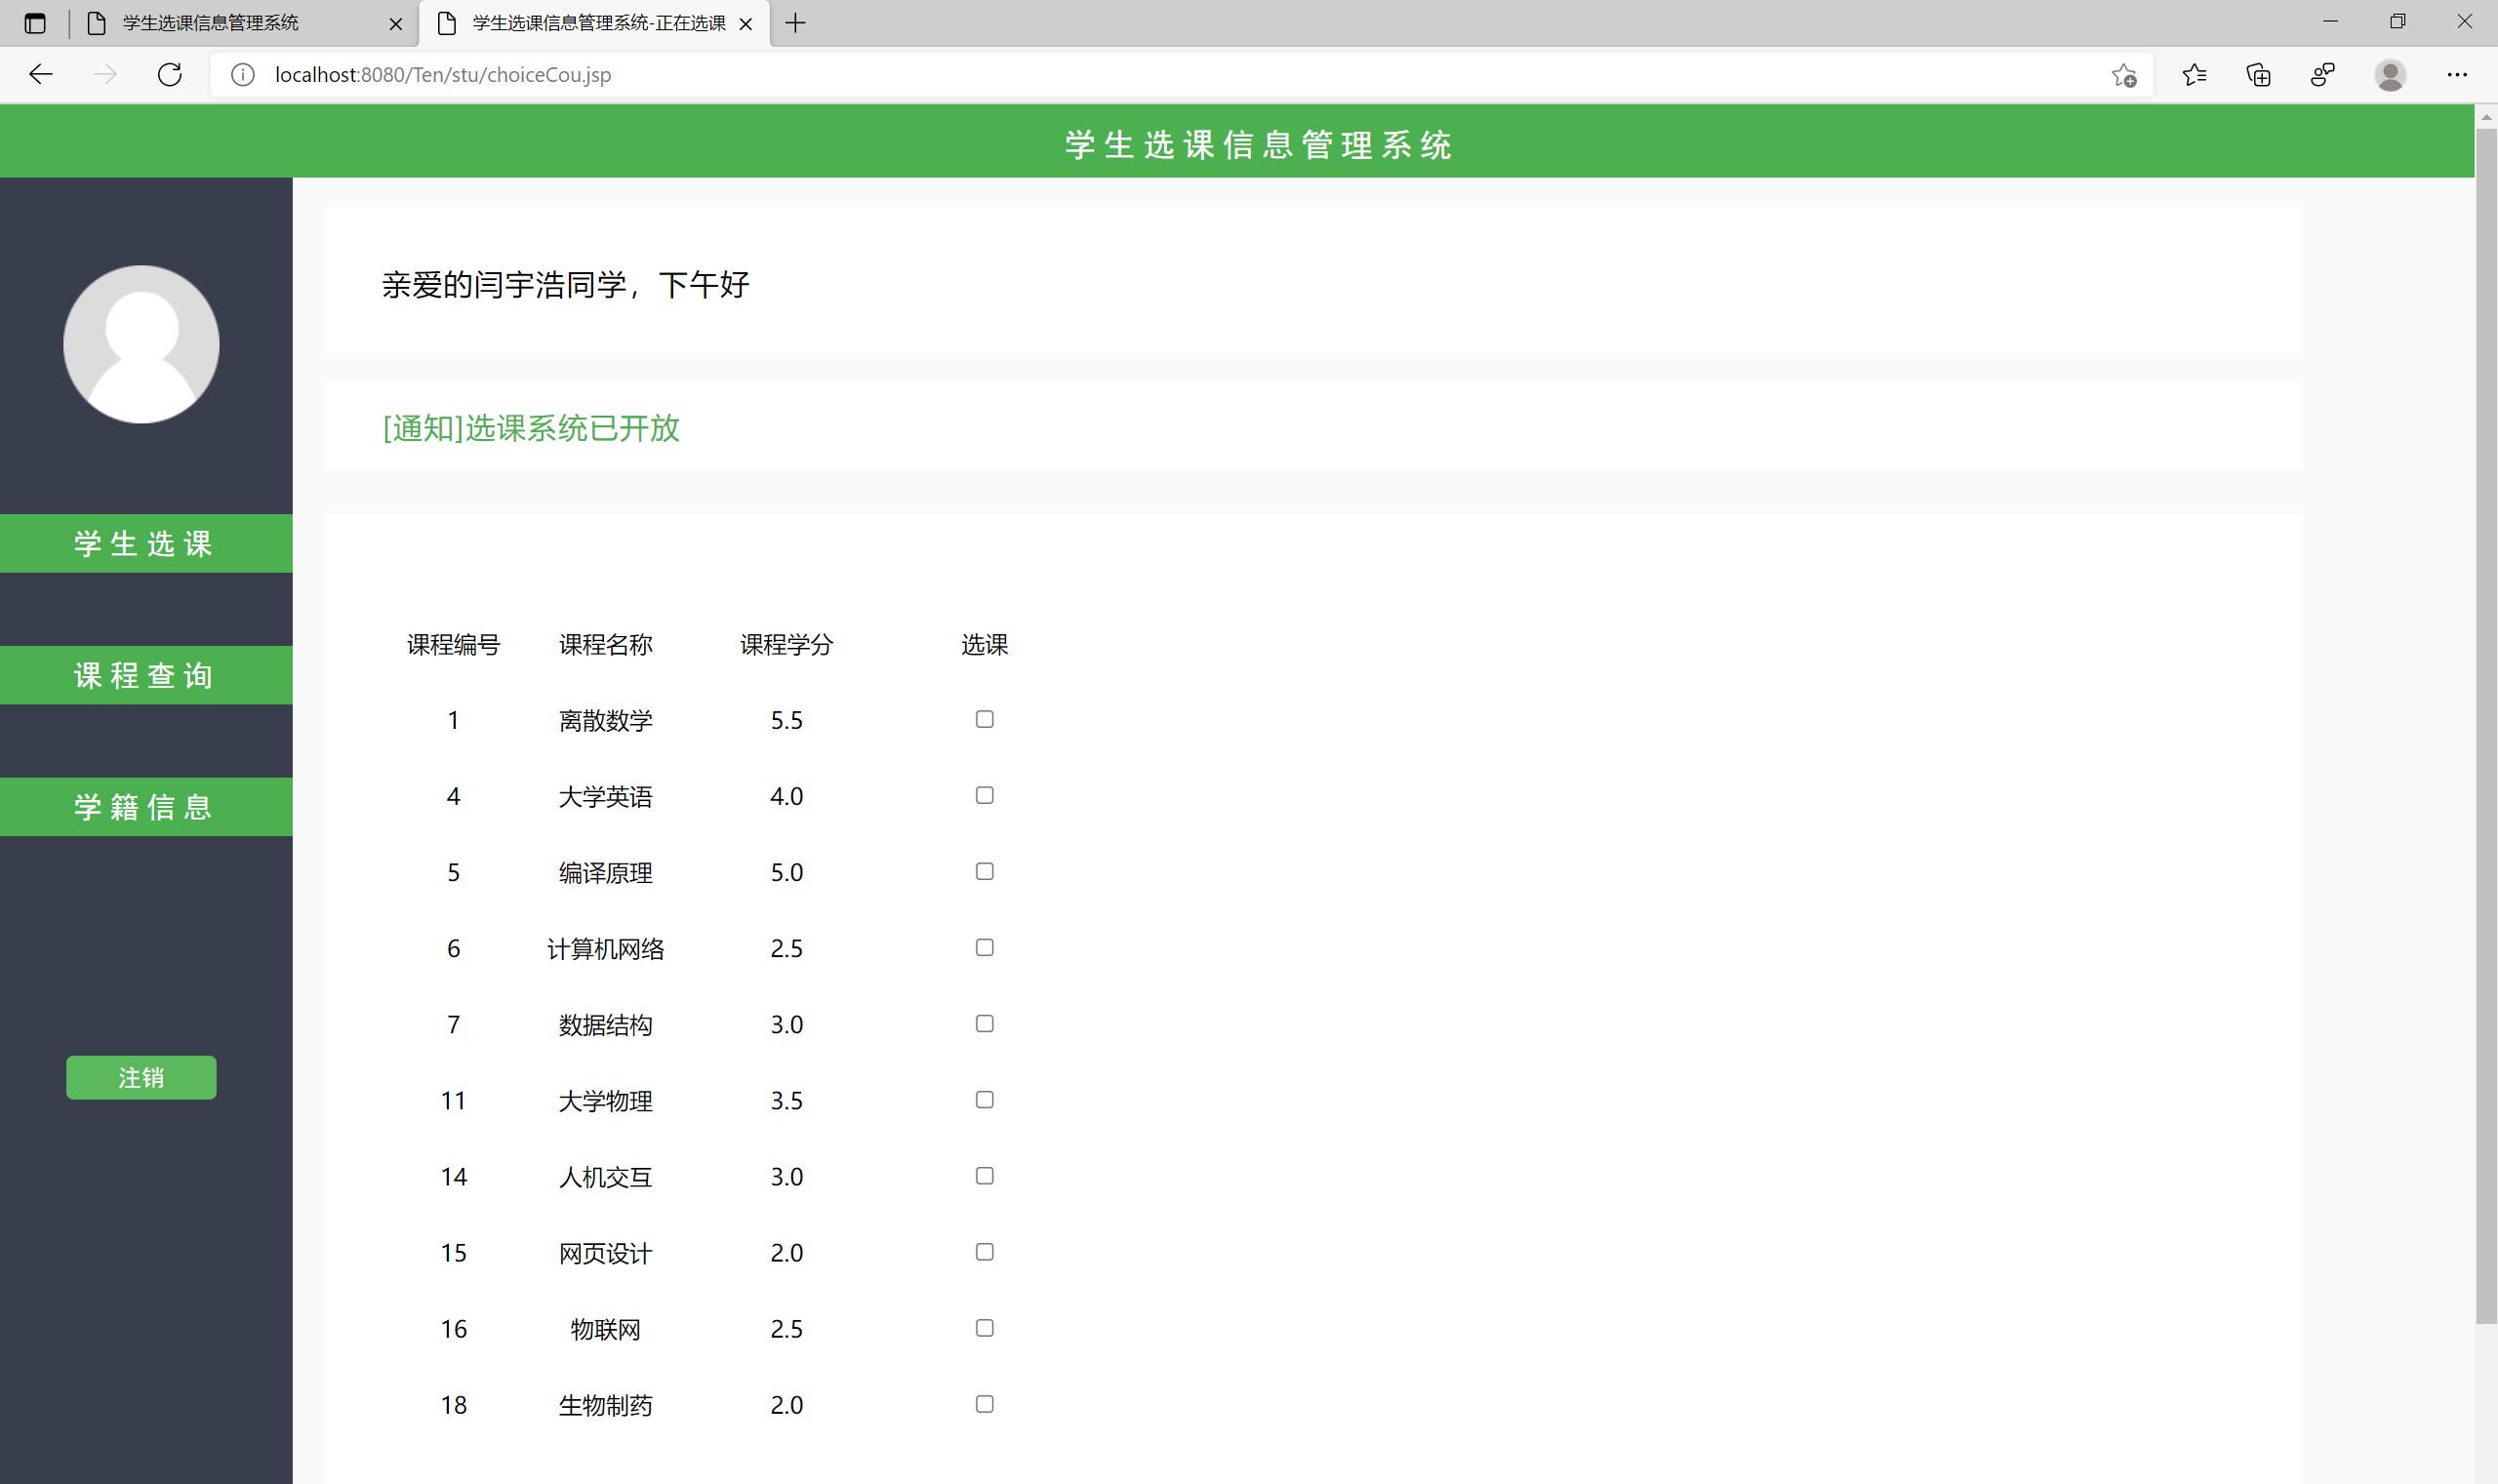 学生选课信息管理系统
学生选课信息管理系统-正在选课
localhost:8080/Ten/stu/choiceCou.jsp
学生选课信息管理系统
亲爱的闫宇浩同学，下午好
[通知]选课系统已开放
学生选课
课程查询
学籍信息
注销
课程编号 课程名称 课程学分 选课
1 离散数学 5.5
4 大学英语 4.0
5 编译原理 5.0
6 计算机网络 2.5
7 数据结构 3.0
11 大学物理 3.5
14 人机交互 3.0
15 网页设计 2.0
16 物联网 2.5
18 生物制药 2.0